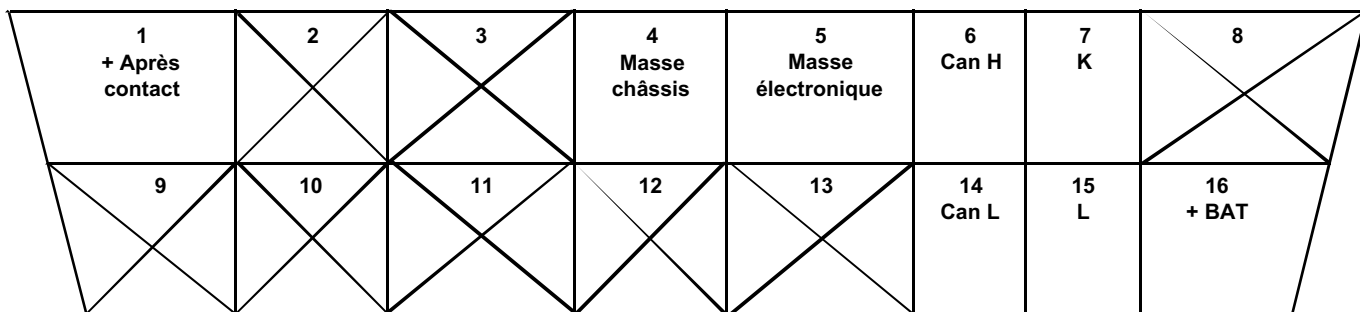 1
+ Après
contact
2
3
4
Masse
châssis
5
Masse
électronique
6
Can H
7
K
8
9
10
11
12
13
14
Can L
15
L
16
+ BAT